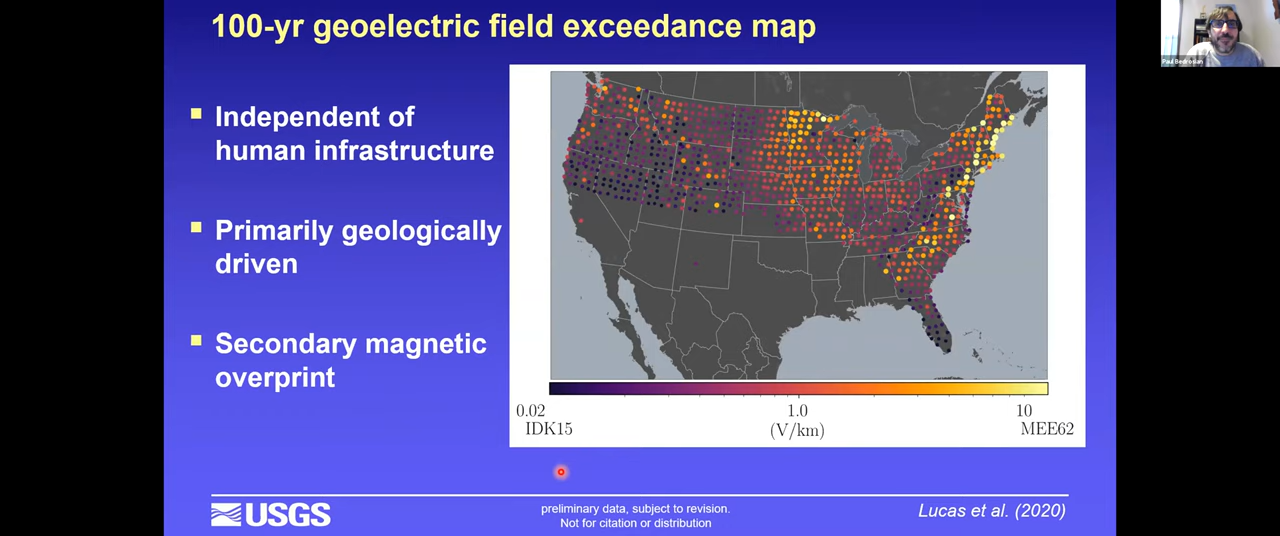 100-yr geoelectric field exceedance map
Paul Bedrosian
Independent of
human infrastructure
Primarily geologically
driven
Secondary magnetic
overprint
0.02
1.0
10
IDK15
(V/km)
MEE62
USGS
preliminary data, subject to revision.
Not for citation or distribution
Lucas et al. (2020)